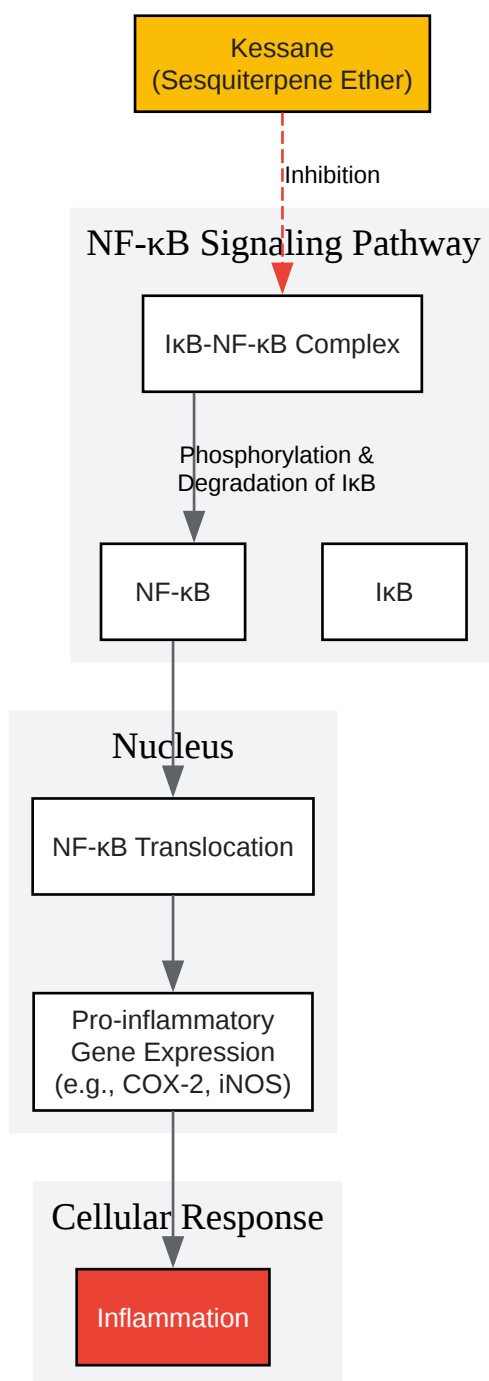 Kessane
(Sesquiterpene Ether)
Inhibition
NF-κB Signaling Pathway
IκB-NF-κB Complex
Phosphorylation &
Degradation of IκB
NF-κB
IκB
Nucleus
NF-κB Translocation
Pro-inflammatory
Gene Expression
(e.g., COX-2, iNOS)
Cellular Response
Inflammation